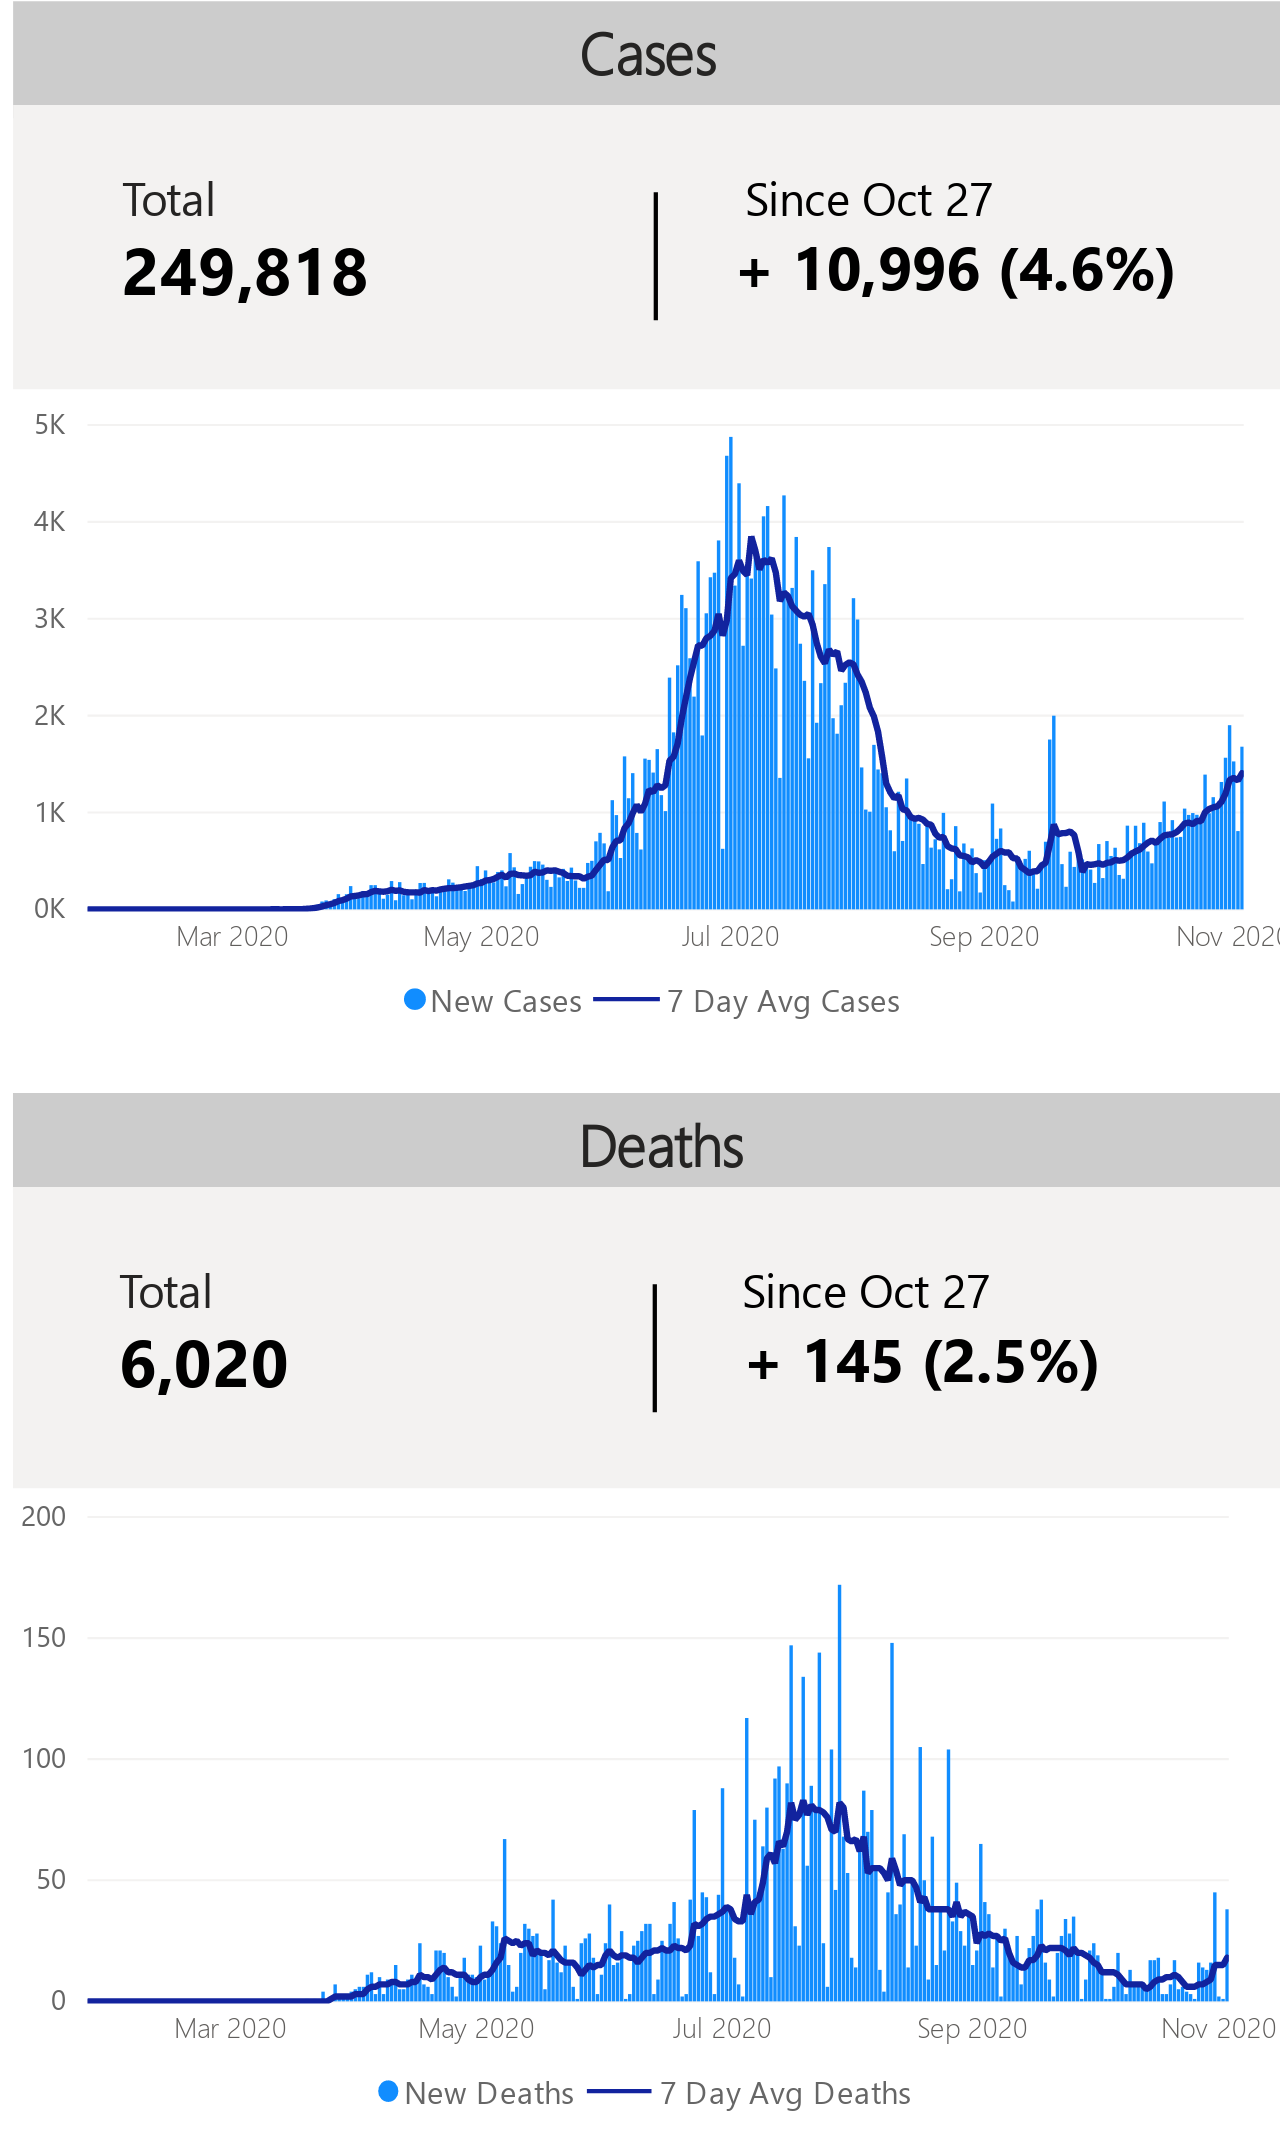 Cases
Total
Since Oct 27
249,818
+ 10,996 (4.6%)
5K
4K
3K
2K
1K
0K
Mar 2020
May 2020
Jul 2020
Sep 2020
Nov 2020
New Cases
7 Day Avg Cases
Deaths
Total
Since Oct 27
6,020
+ 145 (2.5%)
200
150
100
50
0
Mar 2020
May 2020
Jul 2020
Sep 2020
Nov 2020
New Deaths
7 Day Avg Deaths